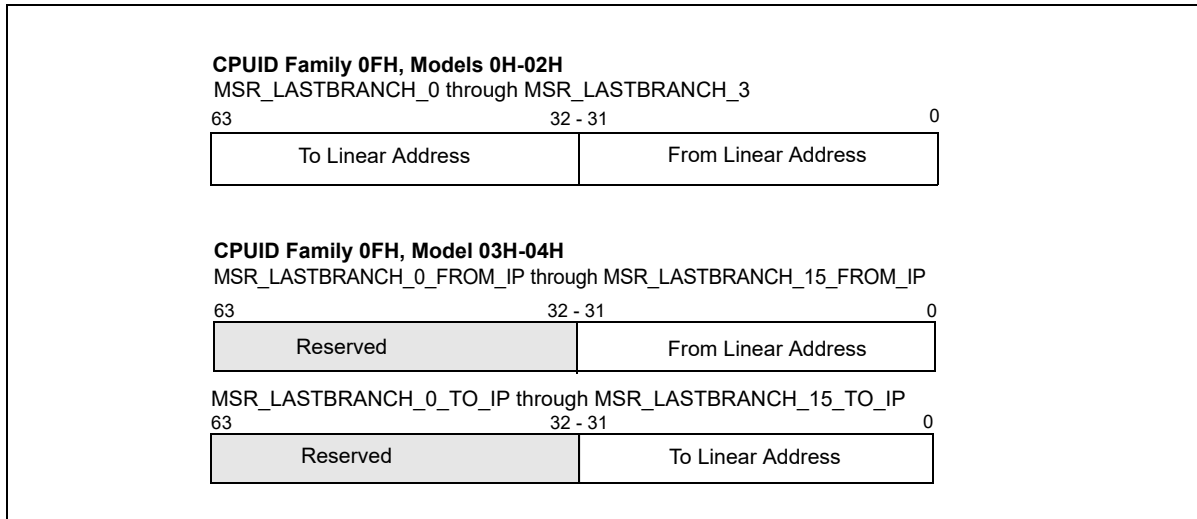 CPUID Family 0FH, Models 0H-02H
MSR_LASTBRANCH_0 through MSR_LASTBRANCH_3
63 32 - 31 0
To Linear Address From Linear Address
CPUID Family 0FH, Model 03H-04H
MSR_LASTBRANCH_0_FROM_IP through MSR_LASTBRANCH_15_FROM_IP
63 32 - 31 0
Reserved From Linear Address
MSR_LASTBRANCH_0_TO_IP through MSR_LASTBRANCH_15_TO_IP
63 32 - 31 0
Reserved To Linear Address